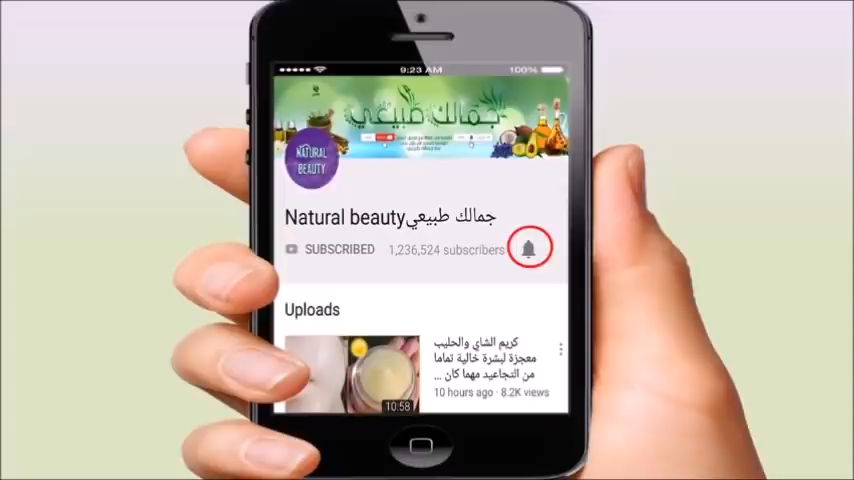 9:23 AM
100%
جمالك طبيعي
NATURAL
BEAUTY
Natural beautyجمالك طبيعي
SUBSCRIBED
1,236,524 subscribers
Uploads
كريم الشاي والحليب
معجزة لبشرة خالية تماما
من التجاعيد مهما كان ...
10:58
10 hours ago · 8.2K views